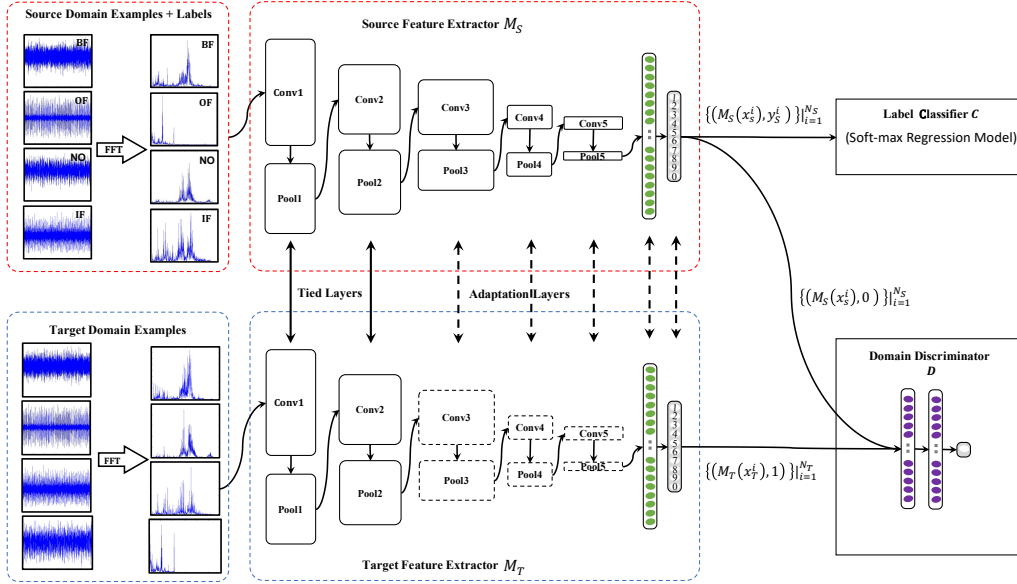 Source Domain Examples + Labels
BF
OF
NO
IF
FFT
BF
OF
NO
IF
Source Feature Extractor M_S
Conv1
Pool1
Conv2
Pool2
Conv3
Pool3
Conv4
Pool4
Conv5
Pool5
1
2
3
4
5
6
7
8
9
0
{(M_S(x_s^i), y_s^i )}|_{i=1}^{N_S}
Label Classifier C
(Soft-max Regression Model)
Tied Layers
Adaptation Layers
{(M_S(x_s^i), 0 )}|_{i=1}^{N_S}
Target Domain Examples
FFT
Conv1
Pool1
Conv2
Pool2
Conv3
Pool3
Conv4
Pool4
Conv5
Pool5
1
2
3
4
5
6
7
8
9
0
{(M_T(x_T^i), 1 )}|_{i=1}^{N_T}
Target Feature Extractor M_T
Domain Discriminator
D